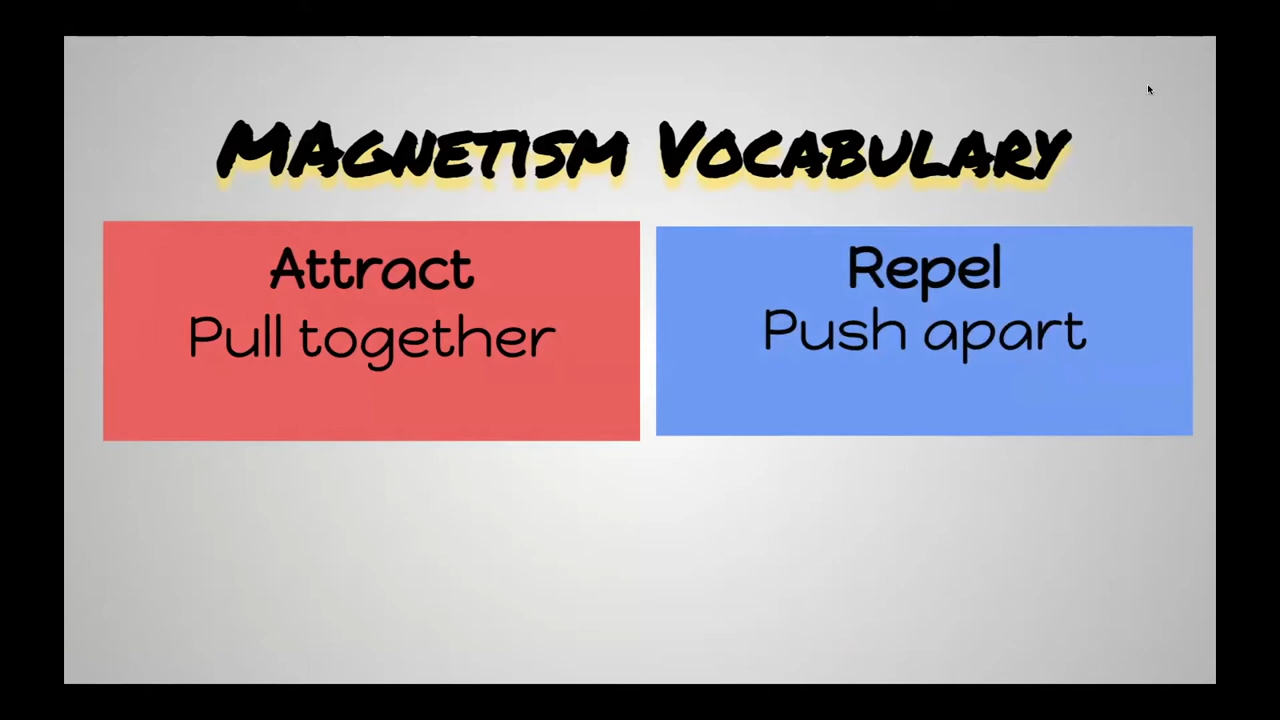 MAgnetism Vocabulary
Attract
Pull together
Repel
Push apart